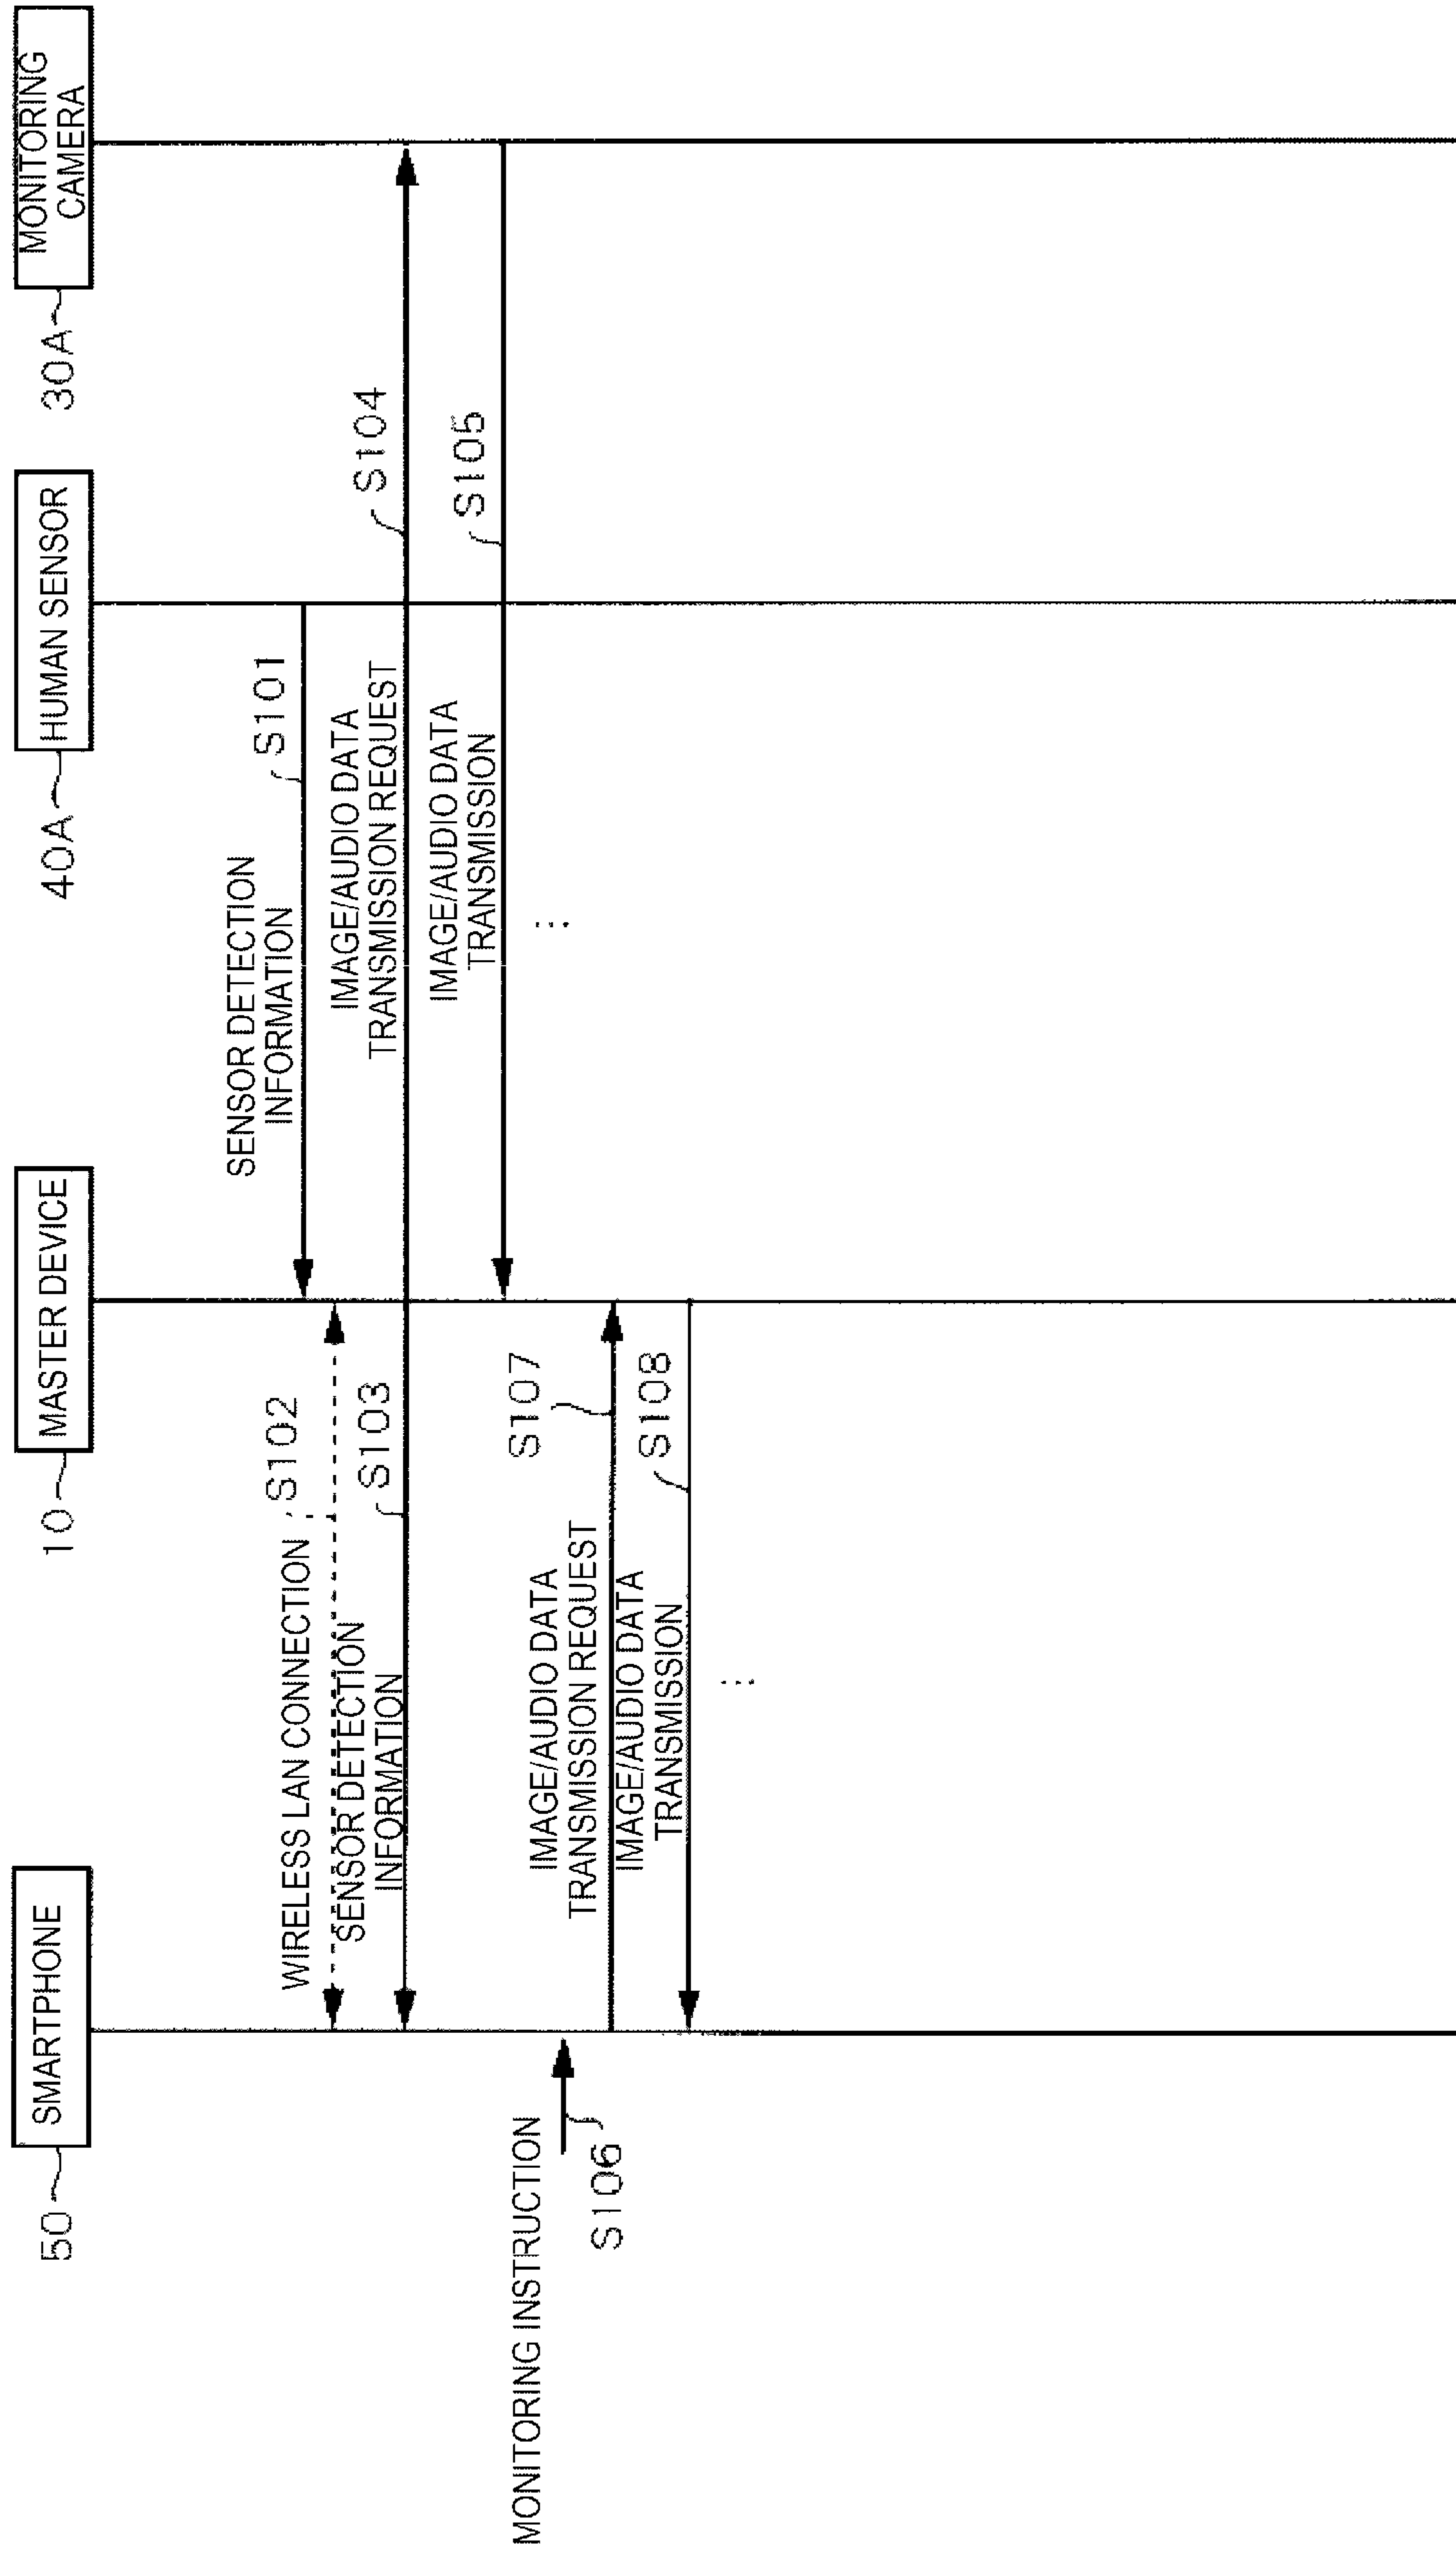 50
SMARTPHONE
10
MASTER DEVICE
40A
HUMAN SENSOR
30A
MONITORING
CAMERA
SENSOR DETECTION
INFORMATION
S101
WIRELESS LAN CONNECTION
S102
SENSOR DETECTION
INFORMATION
S103
IMAGE/AUDIO DATA
TRANSMISSION REQUEST
S104
IMAGE/AUDIO DATA
TRANSMISSION
S105
MONITORING INSTRUCTION
S106
IMAGE/AUDIO DATA
TRANSMISSION REQUEST
S107
IMAGE/AUDIO DATA
TRANSMISSION
S108